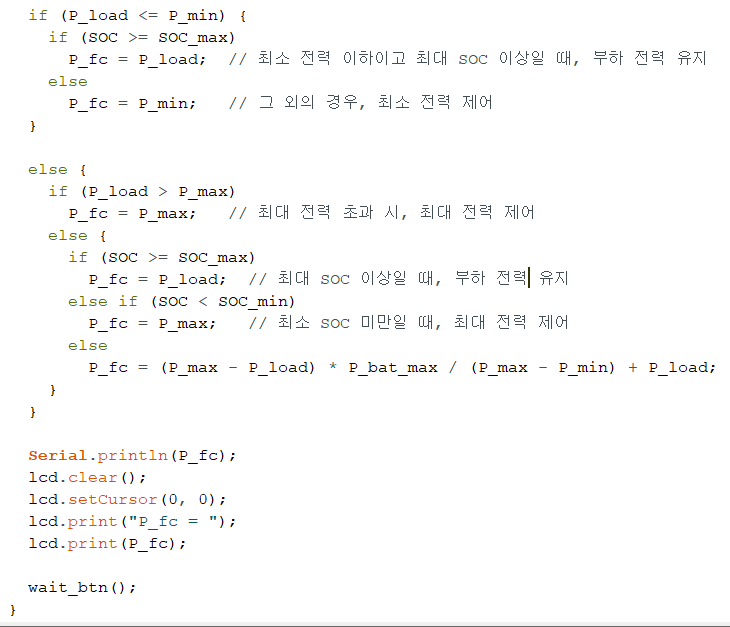 if (P_load <= P_min) {
if (SOC >= SOC_max)
P_fc = P_load; // 최소 전력 이하이고 최대 SOC 이상일 때, 부하 전력 유지
else
P_fc = P_min; // 그 외의 경우, 최소 전력 제어
}
else {
if (P_load > P_max)
P_fc = P_max; // 최대 전력 초과 시, 최대 전력 제어
else {
if (SOC >= SOC_max)
P_fc = P_load; // 최대 SOC 이상일 때, 부하 전력 유지
else if (SOC < SOC_min)
P_fc = P_max; // 최소 SOC 미만일 때, 최대 전력 제어
else
P_fc = (P_max - P_load) * P_bat_max / (P_max - P_min) + P_load;
}
}
Serial.println(P_fc);
lcd.clear();
lcd.setCursor(0, 0);
lcd.print("P_fc = ");
lcd.print(P_fc);
wait_btn();
}